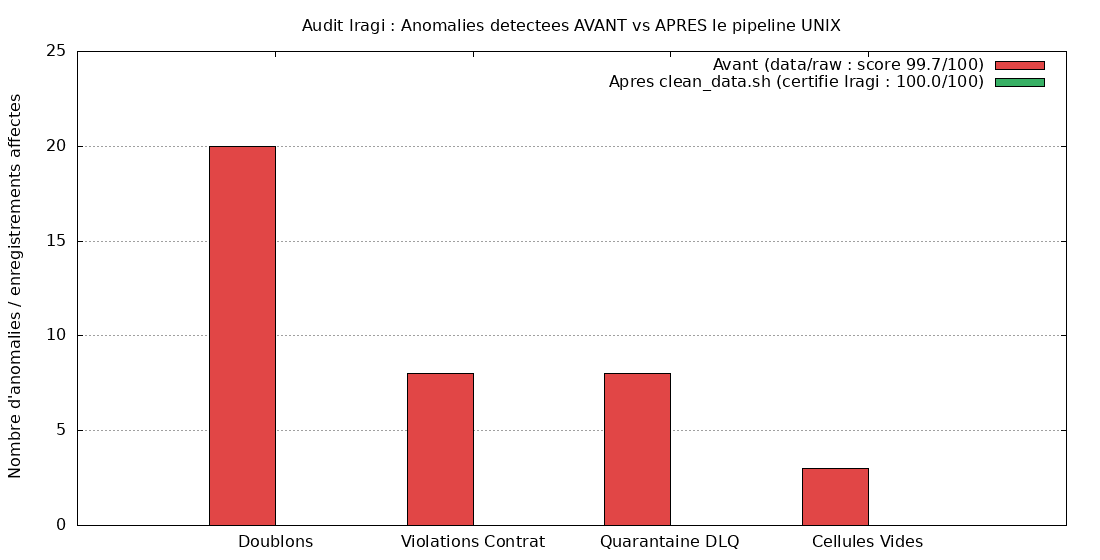 Audit Iragi : Anomalies detectees AVANT vs APRES le pipeline UNIX
Nombre d'anomalies / enregistrements affectes
25
20
15
10
5
0
Avant (data/raw : score 99.7/100)
Apres clean_data.sh (certifie Iragi : 100.0/100)
Doublons
Violations Contrat
Quarantaine DLQ
Cellules Vides